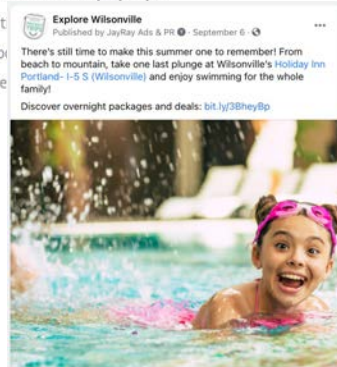 Explore Wilsonville
Published by JayRay Ads & PR · September 6 ·
There's still time to make this summer one to remember! From
beach to mountain, take one last plunge at Wilsonville's Holiday Inn
Portland- I-5 S (Wilsonville) and enjoy swimming for the whole
family!
Discover overnight packages and deals: bit.ly/3BheyBp